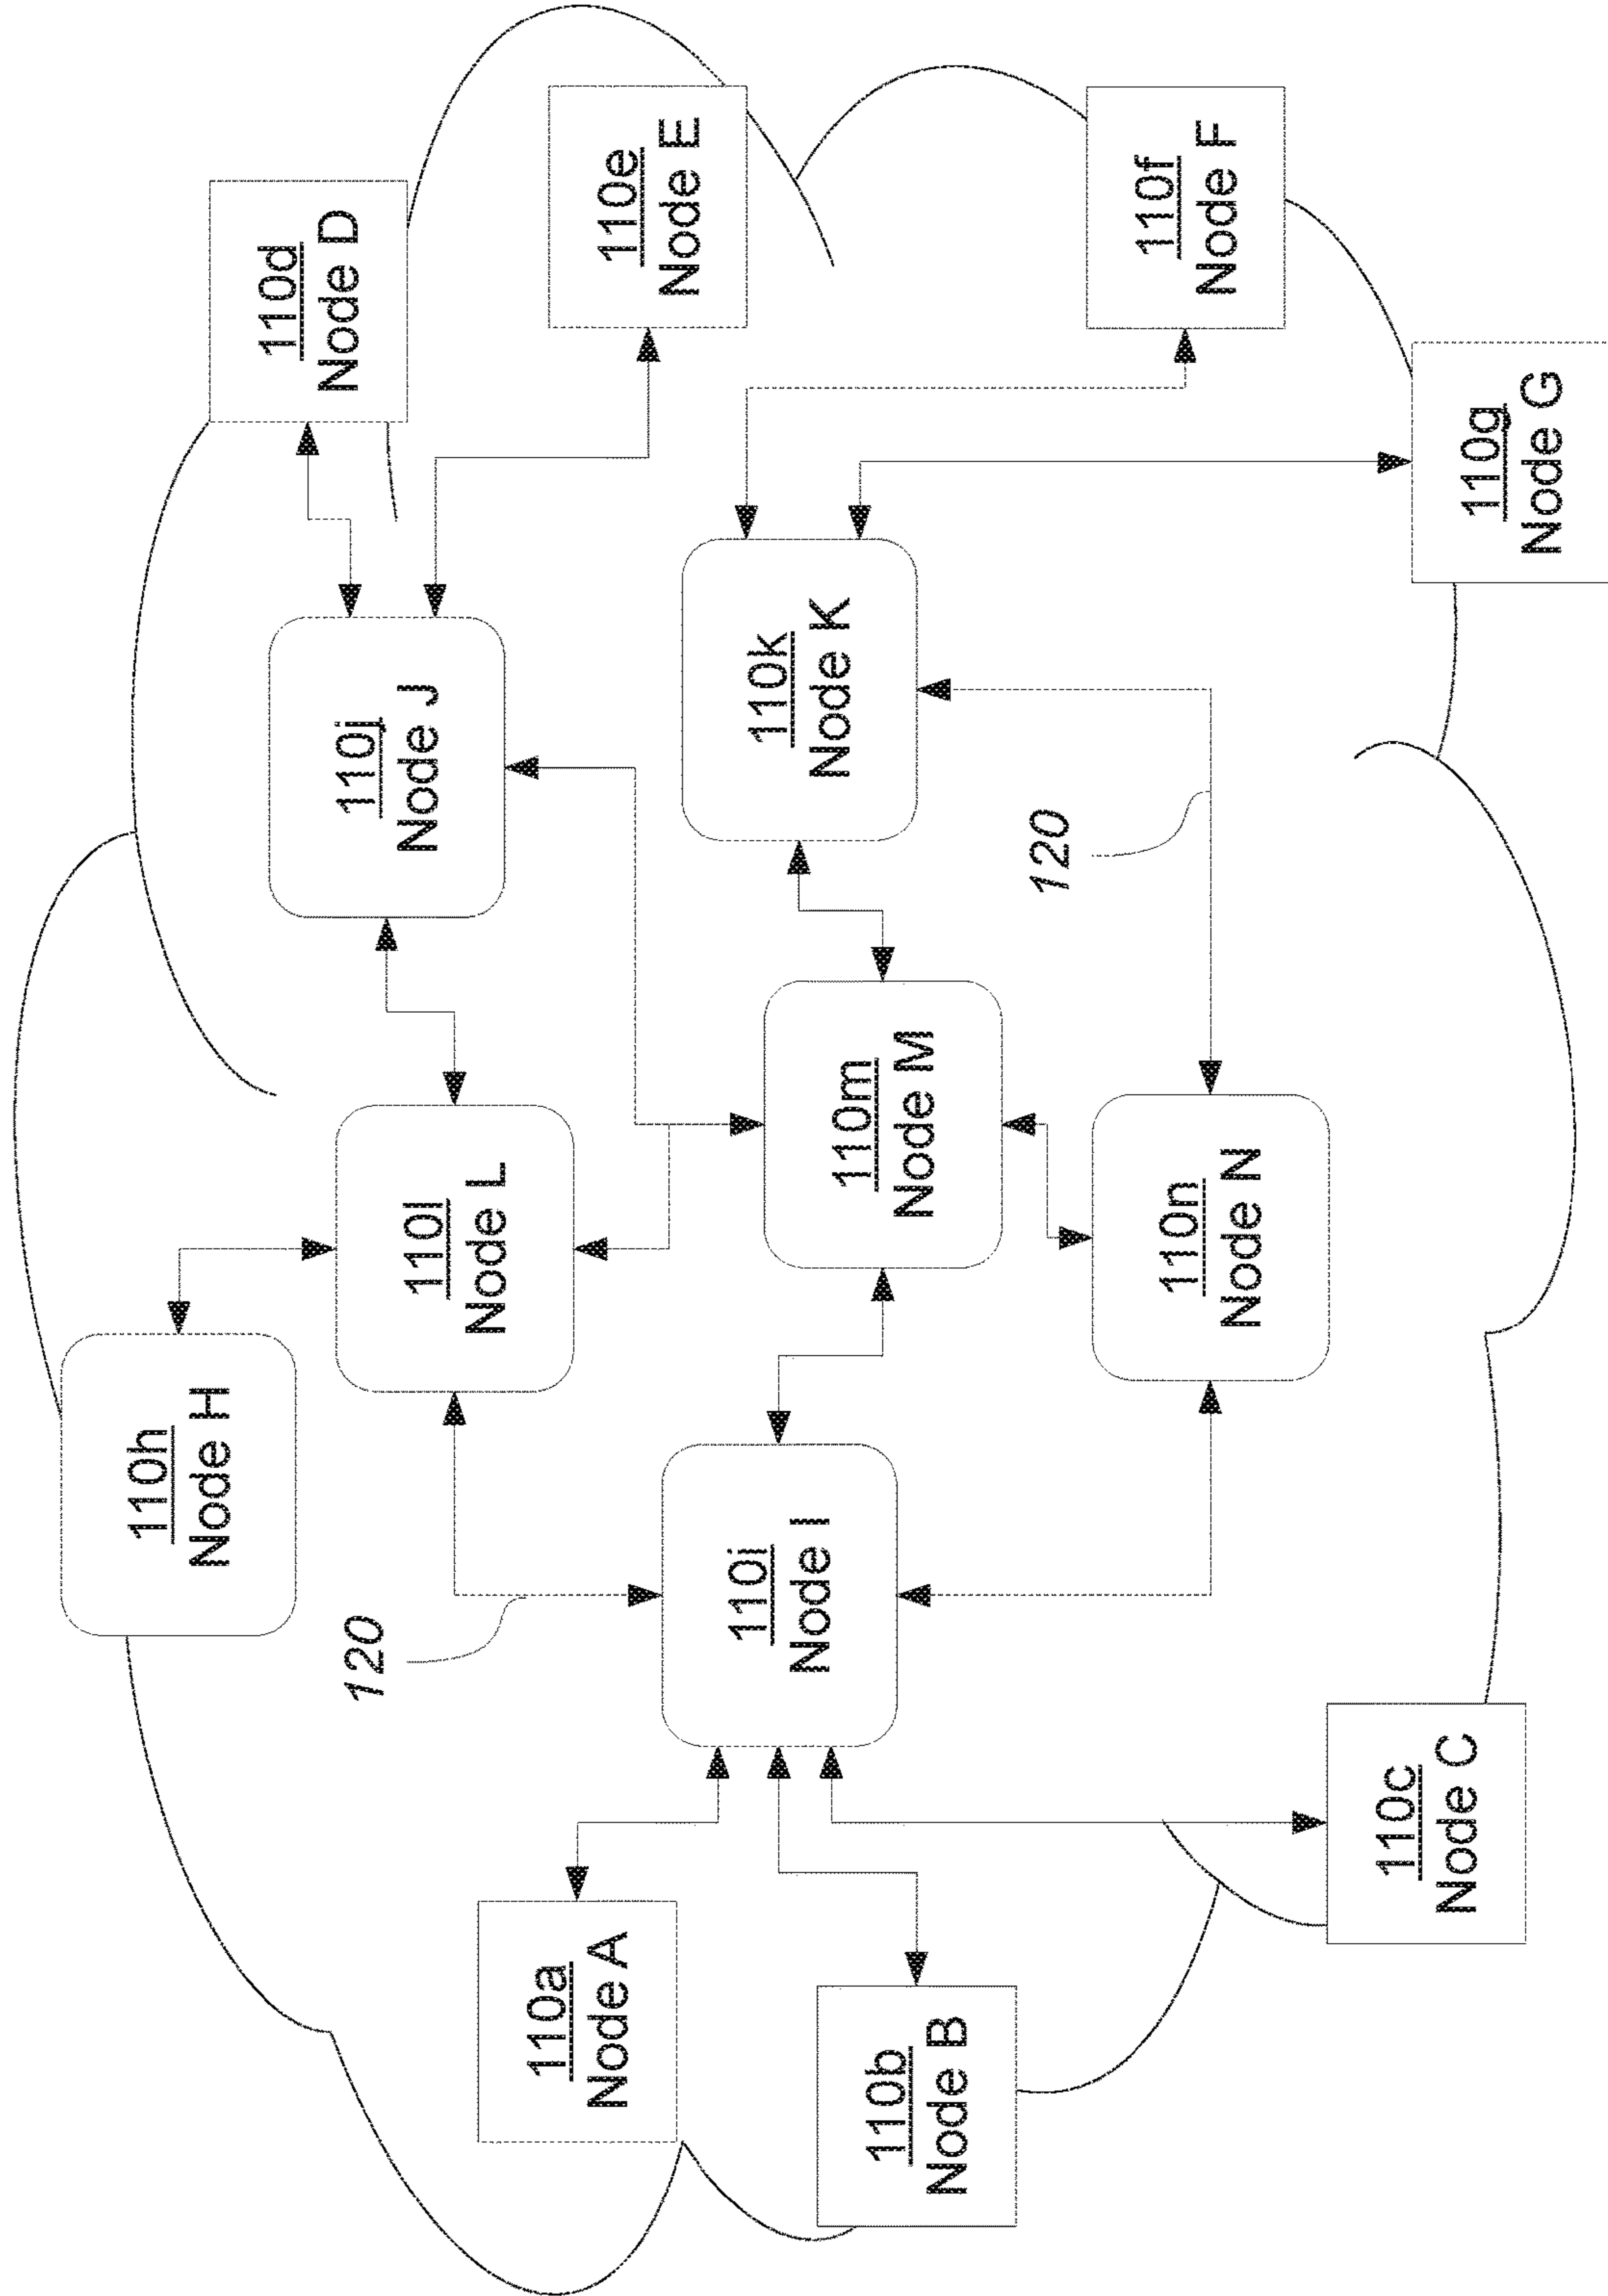 110h
Node H
110d
Node D
120
110l
Node L
110j
Node J
110a
Node A
110e
Node E
110i
Node I
110m
Node M
110k
Node K
110b
Node B
120
110n
Node N
110f
Node F
110c
Node C
110g
Node G